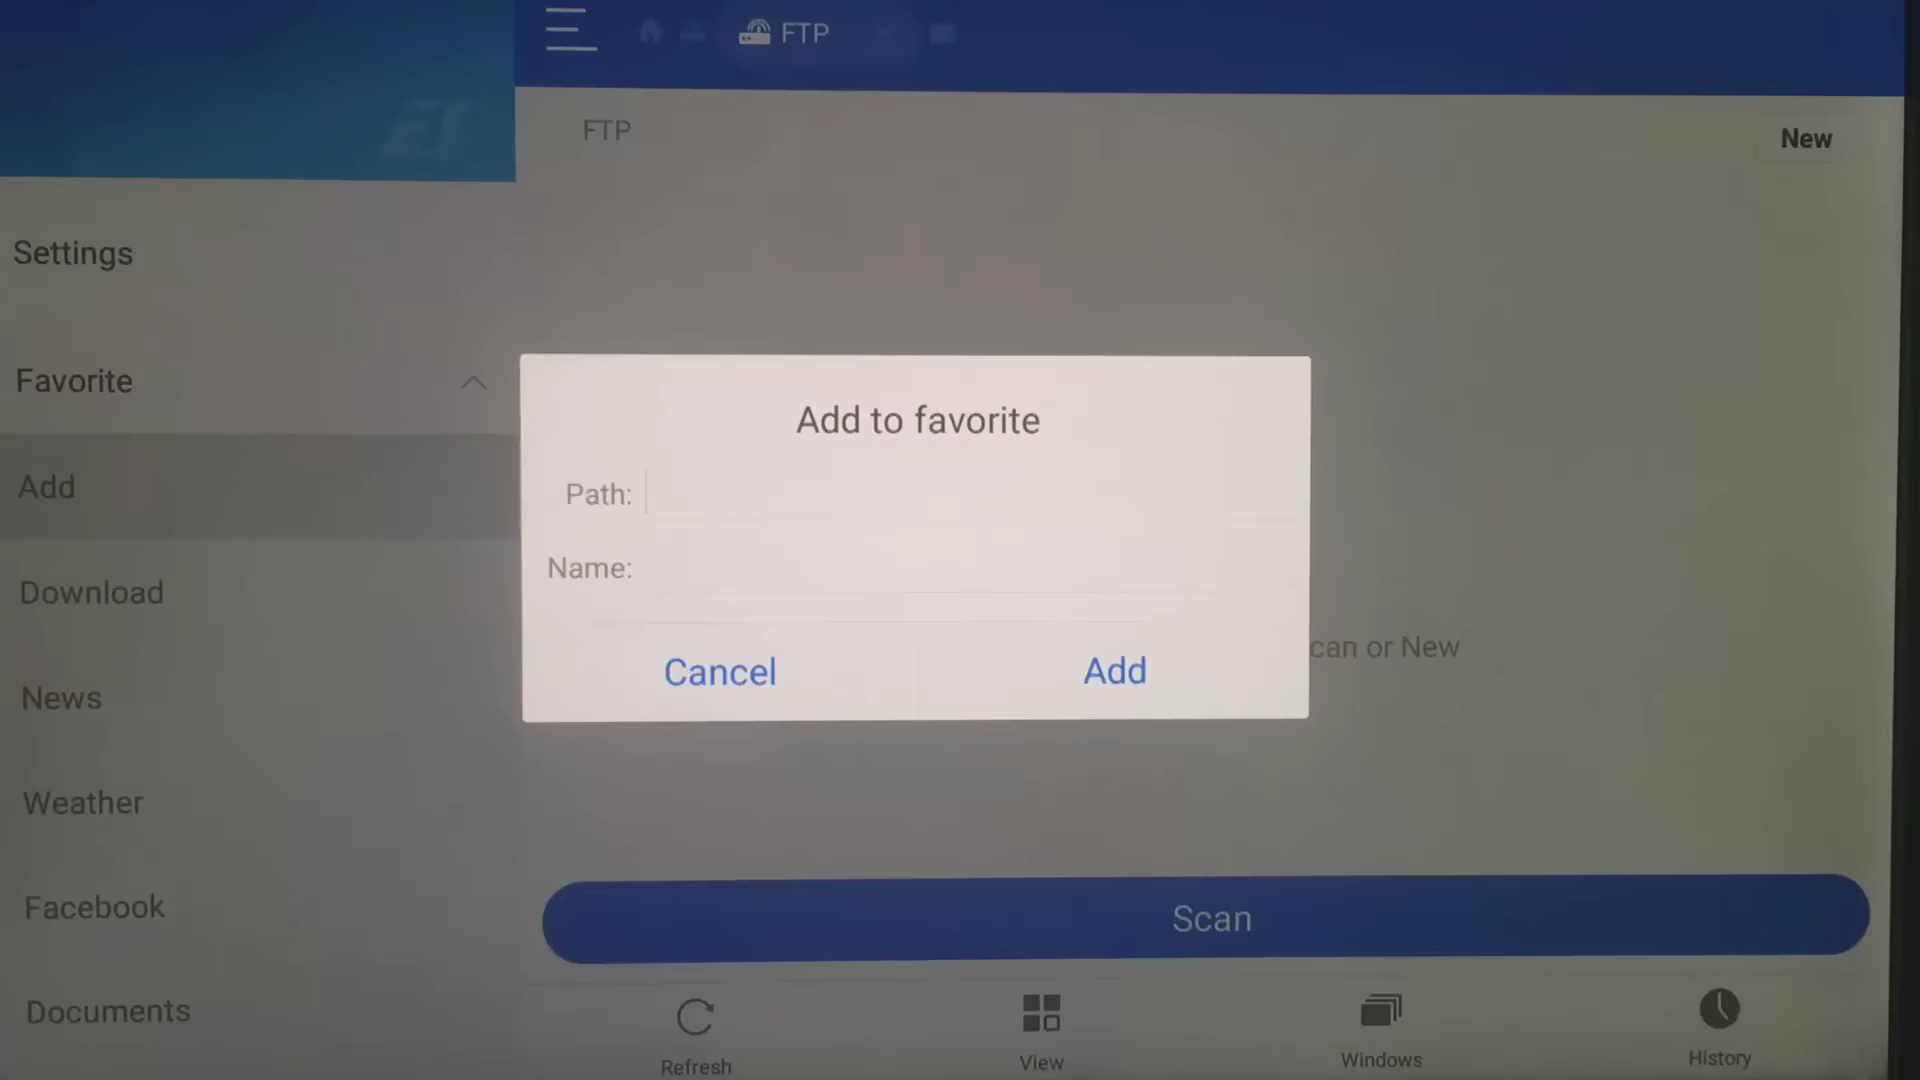 FTP
FTP
New
Settings
Favorite
Add
Download
News
Weather
Facebook
Documents
Add to favorite
Path:
Name:
Cancel
Add
can or New
Scan
Refresh
View
Windows
History